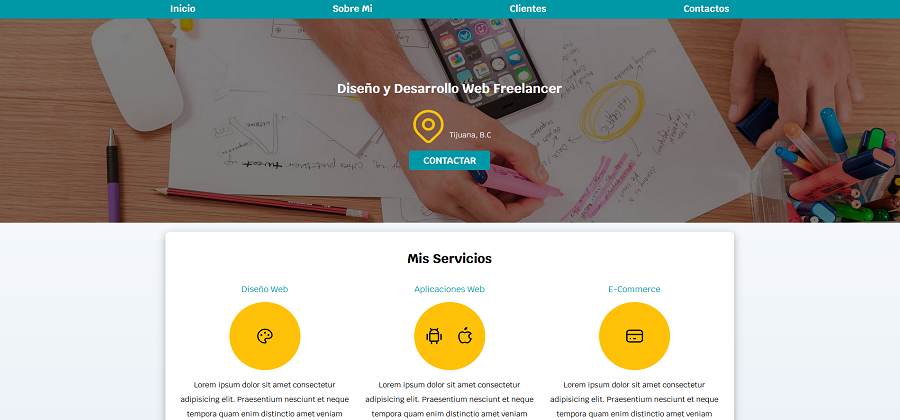 Inicio
Sobre Mi
Clientes
Contactos
Diseño y Desarrollo Web Freelancer
Tijuana, B.C
CONTACTAR
Mis Servicios
Diseño Web
Aplicaciones Web
E-Commerce
Lorem ipsum dolor sit amet consectetur
adipisicing elit. Praesentium nesciunt et neque
tempora quam enim distinctio amet veniam
Lorem ipsum dolor sit amet consectetur
adipisicing elit. Praesentium nesciunt et neque
tempora quam enim distinctio amet veniam
Lorem ipsum dolor sit amet consectetur
adipisicing elit. Praesentium nesciunt et neque
tempora quam enim distinctio amet veniam